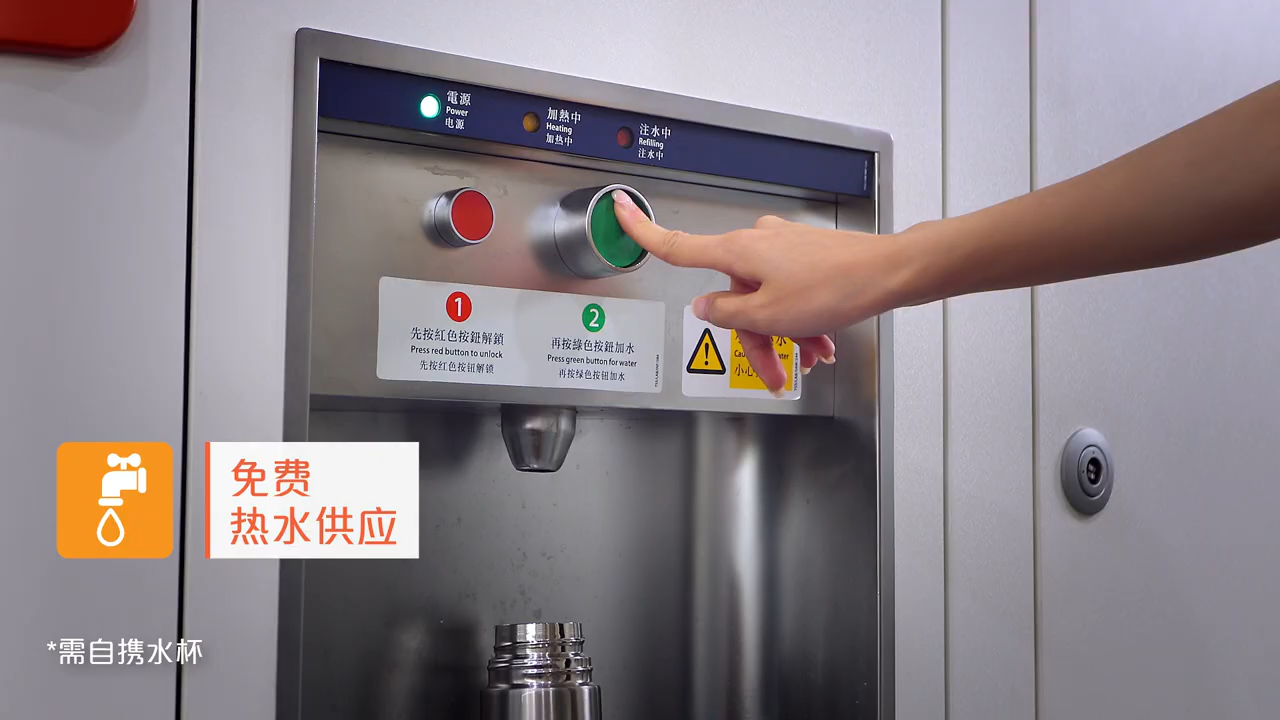 電源
Power
电源
加熱中
Heating
加热中
注水中
Refilling
注水中
1
先按紅色按鈕解鎖
Press red button to unlock
先按红色按钮解锁
2
再按綠色按鈕加水
Press green button for water
再按绿色按钮加水
水
小心
免费
热水供应
*需自携水杯